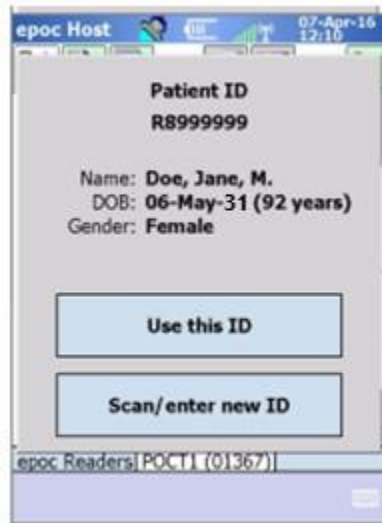 epoc Host
07-Apr-16
12:10
Patient ID
R8999999
Name: Doe, Jane, M.
DOB: 06-May-31 (92 years)
Gender: Female
Use this ID
Scan/enter new ID
epoc Readers POCT1 (01367)